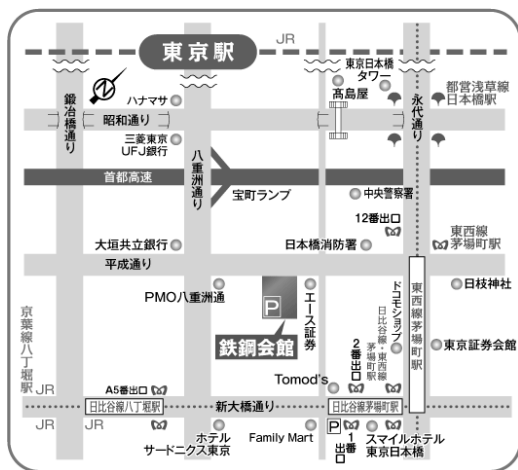 JR
東京駅
東京日本橋
タワー
髙島屋
都営浅草線
日本橋駅
鍛冶橋通り
ハナマサ
永代通り
昭和通り
三菱東京
UFJ銀行
八重洲通り
首都高速
宝町ランプ
中央警察署
12番出口
東西線
茅場町駅
大垣共立銀行
日本橋消防署
平成通り
PMO八重洲通
P
エース証券
ドコモショップ
日比谷線・東西線
茅場町駅
東西線茅場町駅
日枝神社
京葉線八丁堀駅
鉄鋼会館
2番出口
東京証券会館
Tomod's
JR
A5番出口
日比谷線八丁堀駅
新大橋通り
日比谷線茅場町駅
JR
JR
ホテル
サードニクス東京
Family Mart
P
1出口
スマイルホテル
東京日本橋